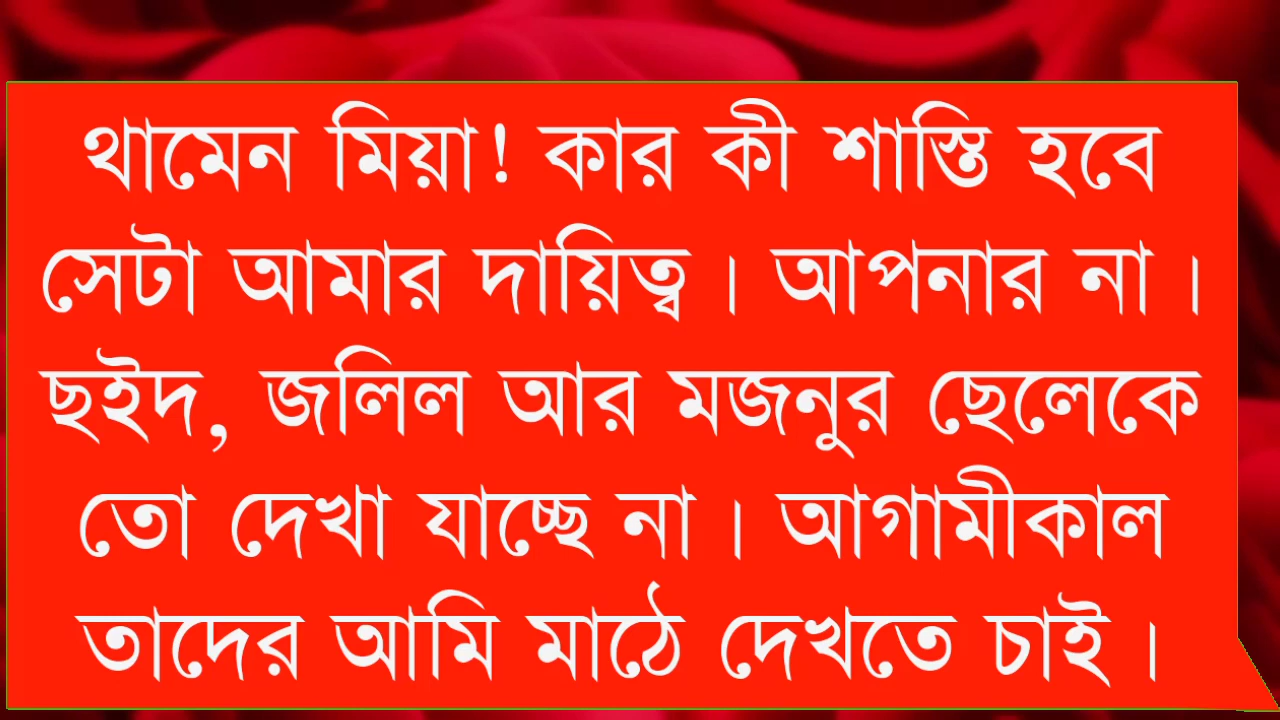 থামেন মিয়া! কার কী শাস্তি হবে
সেটা আমার দায়িত্ব। আপনার না।
ছইদ, জলিল আর মজনুর ছেলেকে
তো দেখা যাচ্ছে না। আগামীকাল
তাদের আমি মাঠে দেখতে চাই।